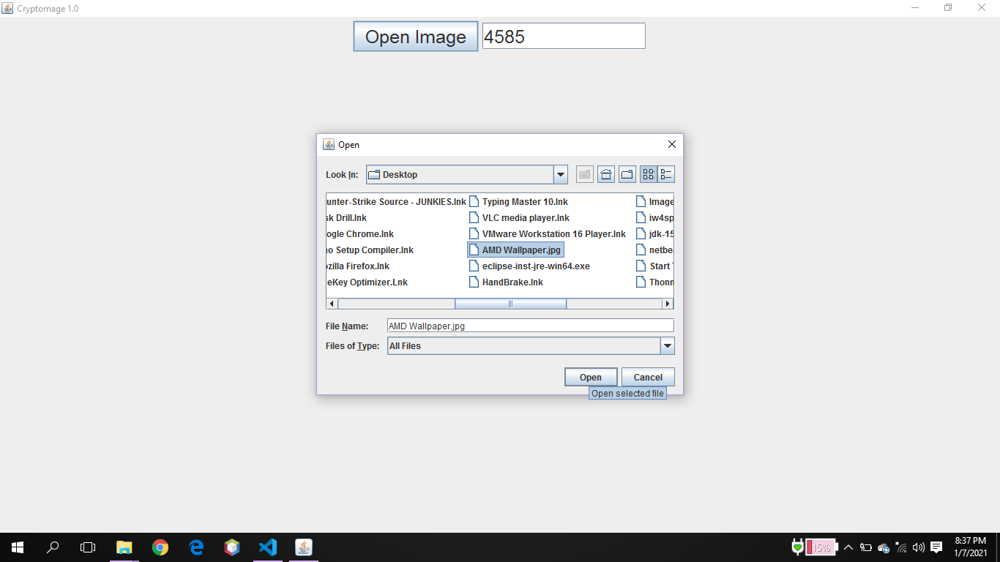 Cryptomage 1.0
Open Image
4585
Open
Look In:
Desktop
unter-Strike Source - JUNKIES.lnk
Typing Master 10.lnk
Image
sk Drill.lnk
VLC media player.lnk
iw4sp
ogle Chrome.lnk
VMware Workstation 16 Player.lnk
jdk-15
no Setup Compiler.lnk
AMD Wallpaper.jpg
netbea
ozilla Firefox.lnk
eclipse-inst-jre-win64.exe
Start T
neKey Optimizer.Lnk
HandBrake.lnk
Thonn
File Name:
AMD Wallpaper.jpg
Files of Type:
All Files
Open
Cancel
Open selected file
15%
8:37 PM
1/7/2021